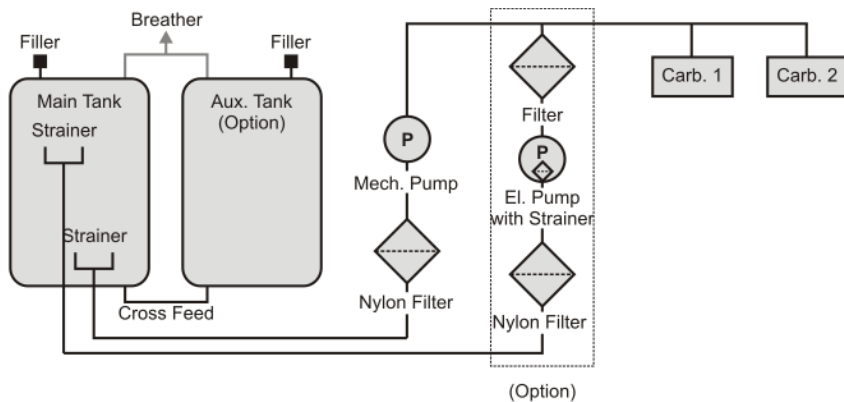 Breather
Filler
Filler
Main Tank
Strainer
Strainer
Aux. Tank
(Option)
Cross Feed
P
Mech. Pump
Nylon Filter
Filter
P
El. Pump
with Strainer
Nylon Filter
(Option)
Carb. 1
Carb. 2